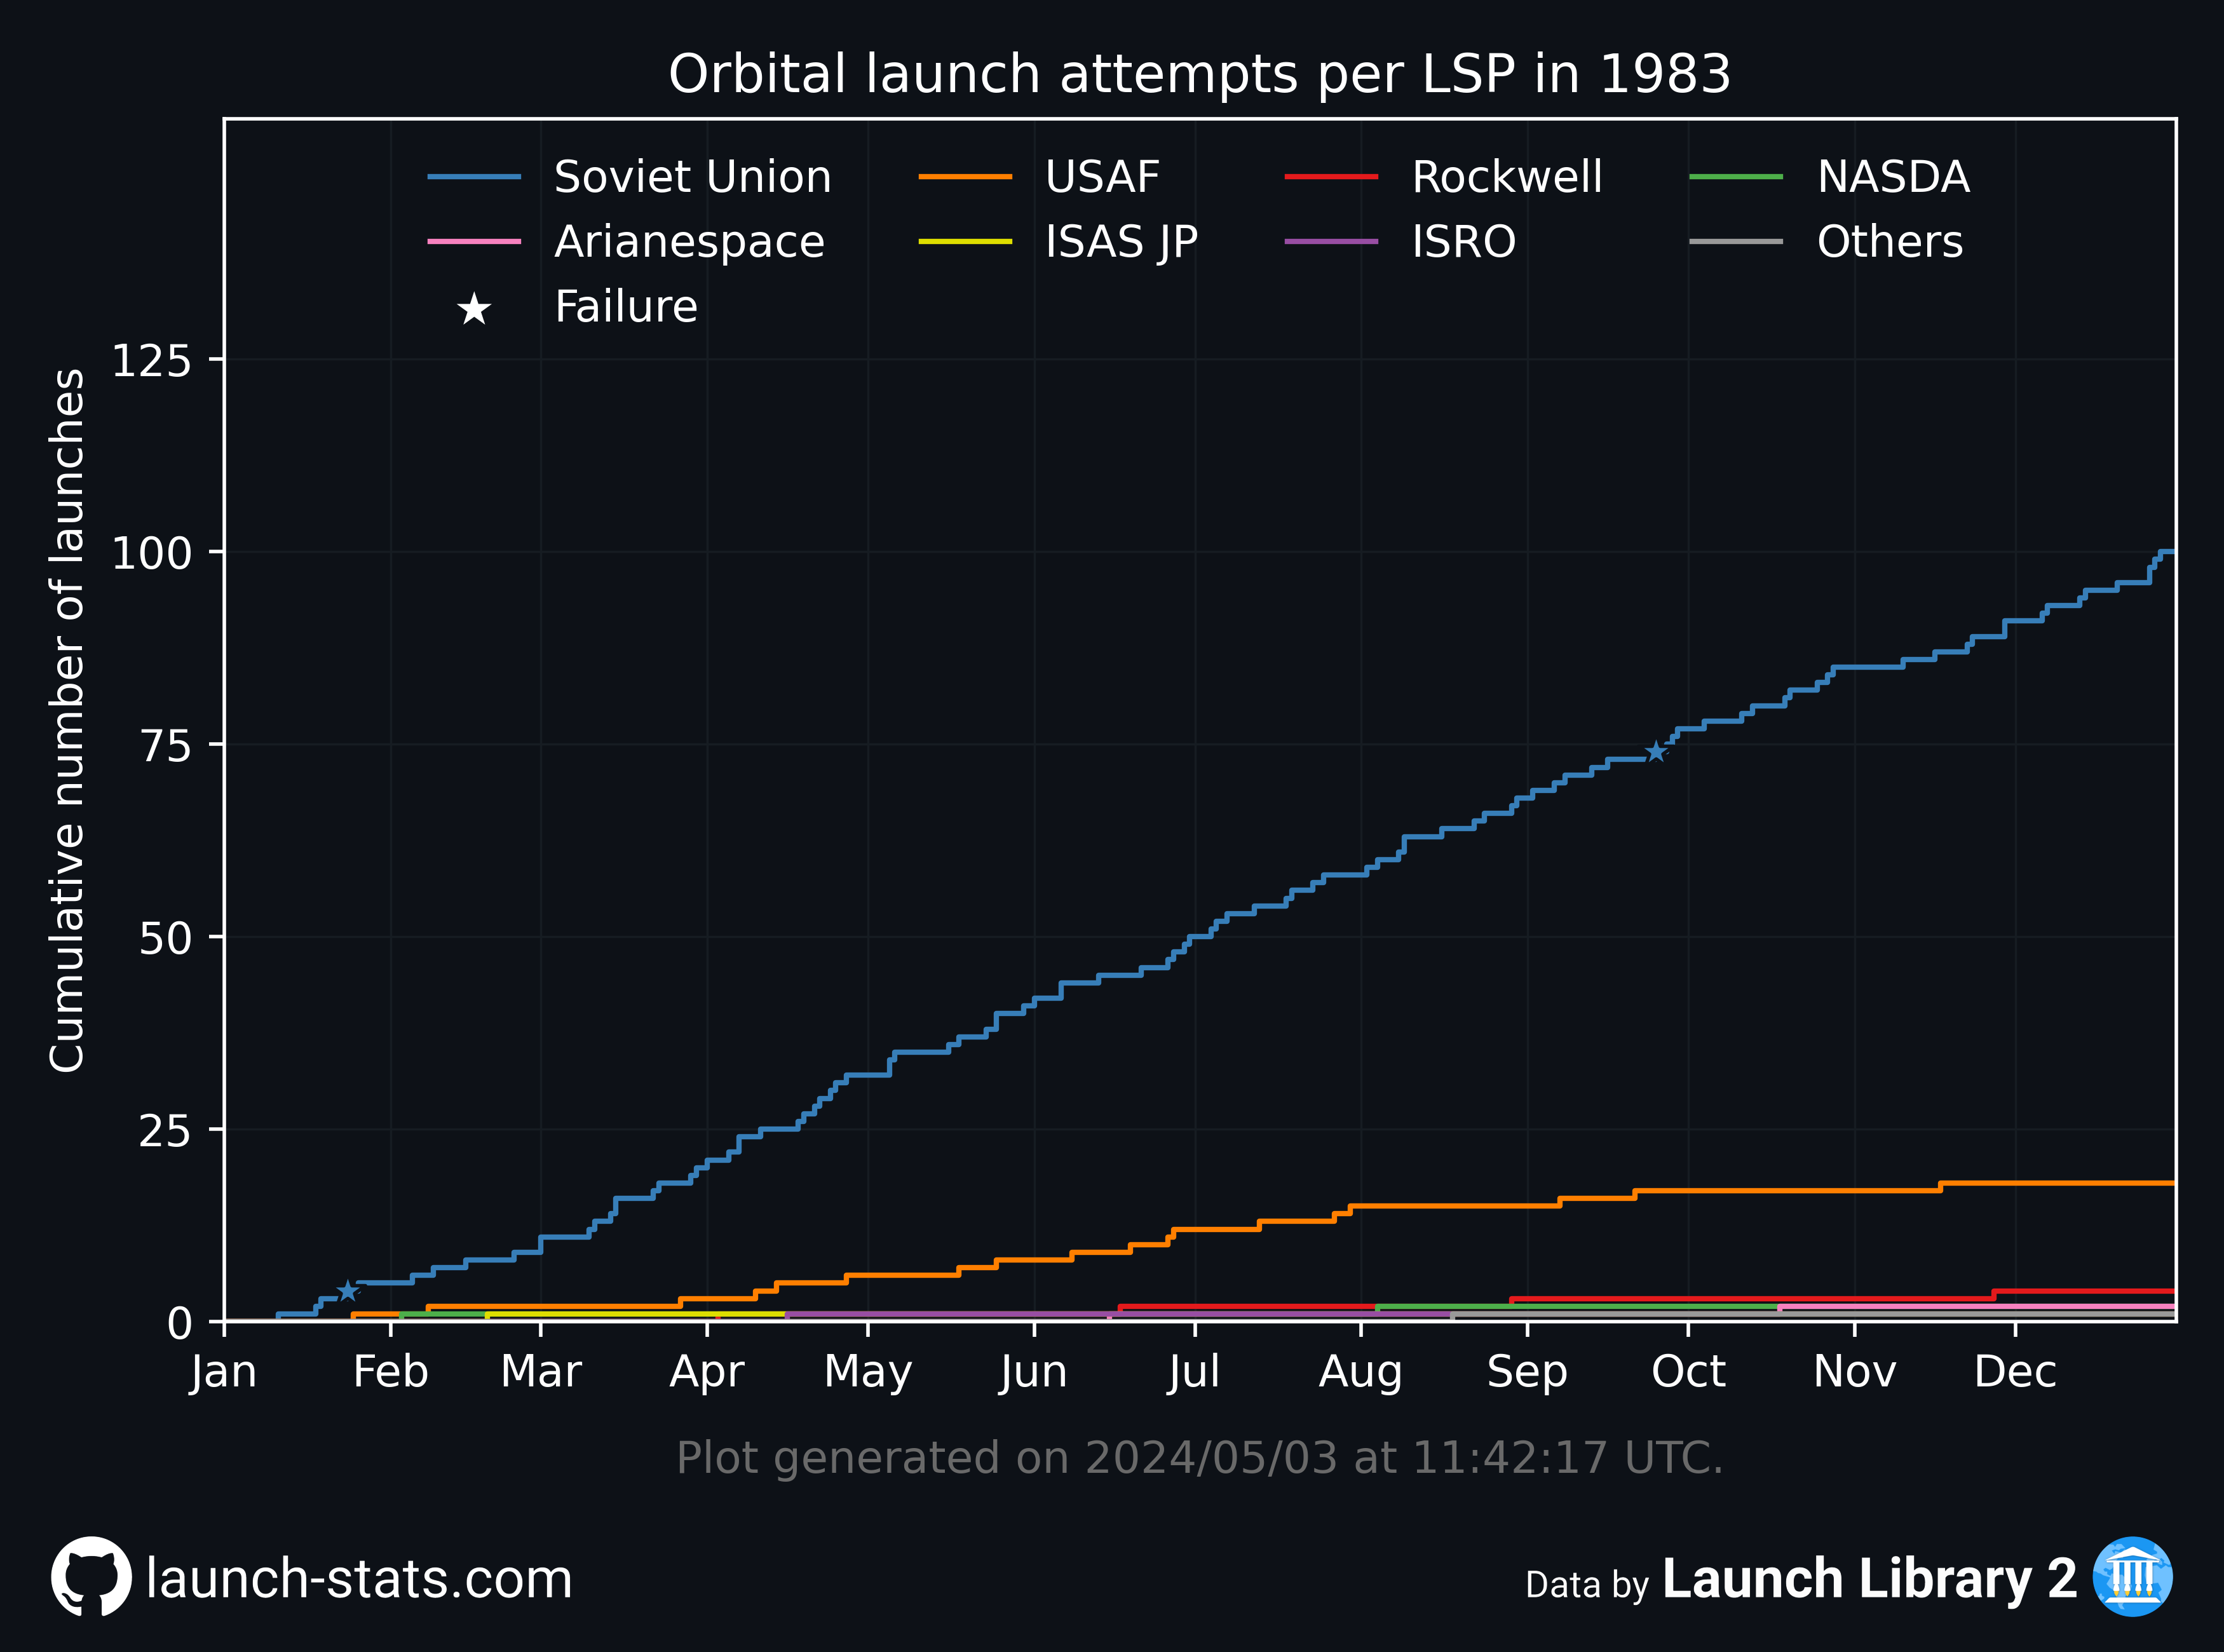 Orbital launch attempts per LSP in 1983
Soviet Union USAF Rockwell NASDA
Arianespace ISAS JP ISRO Others
Failure
Cumulative number of launches
125
100
75
50
25
0
Jan Feb Mar Apr May Jun Jul Aug Sep Oct Nov Dec
Plot generated on 2024/05/03 at 11:42:17 UTC.
launch-stats.com
Data by Launch Library 2